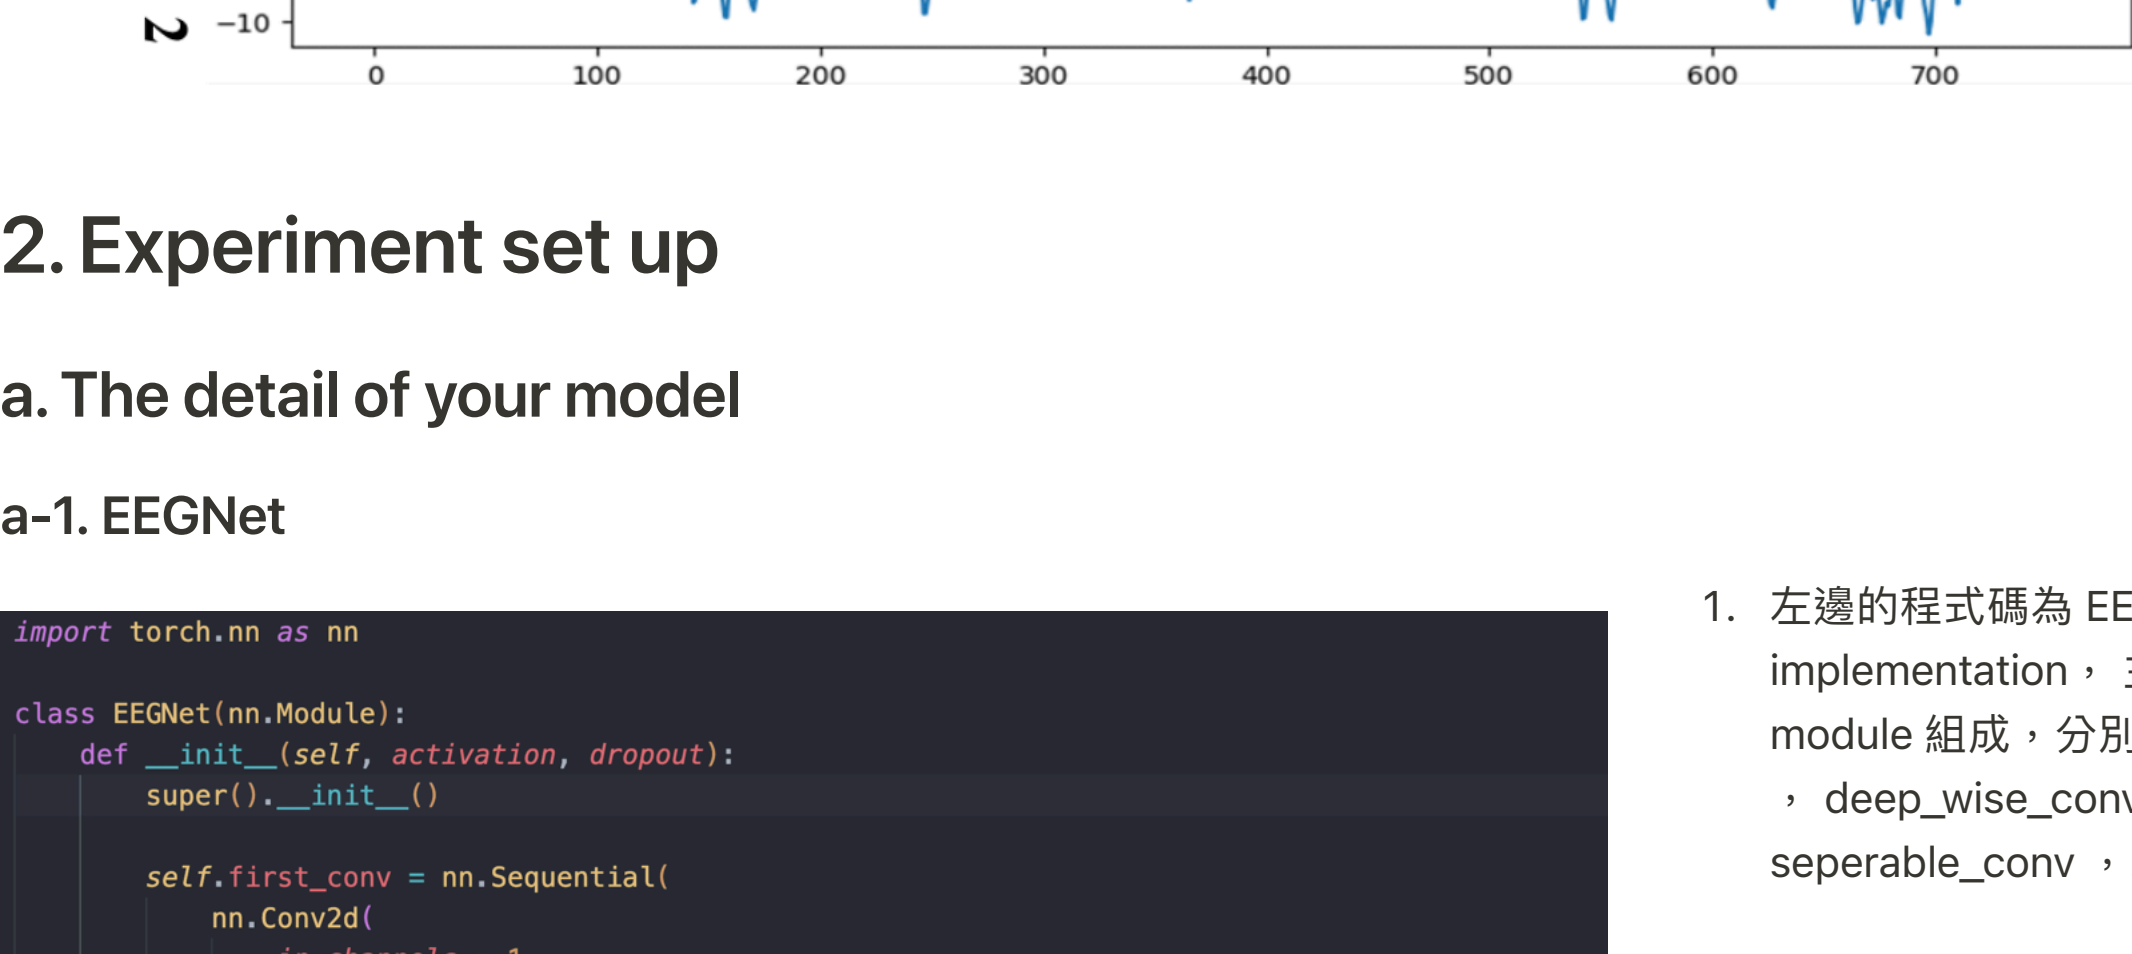 2
−10
0 100 200 300 400 500 600 700
2. Experiment set up
a. The detail of your model
a-1. EEGNet
import torch.nn as nn
class EEGNet(nn.Module):
def __init__(self, activation, dropout):
super().__init__()
self.first_conv = nn.Sequential(
nn.Conv2d(
1. 左邊的程式碼為
implementation，
module 組成，分別
， deep_wise_conv
seperable_conv ，